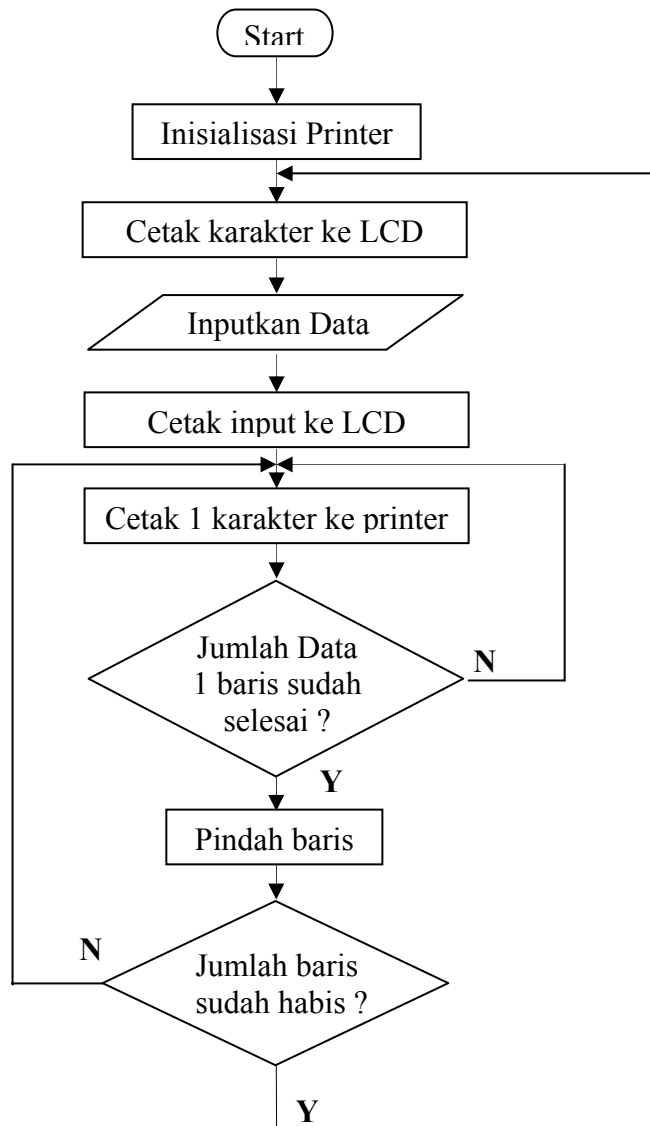 Start
Inisialisasi Printer
Cetak karakter ke LCD
Inputkan Data
Cetak input ke LCD
Cetak 1 karakter ke printer
Jumlah Data
1 baris sudah
selesai ?
N
Y
Pindah baris
N
Jumlah baris
sudah habis ?
Y